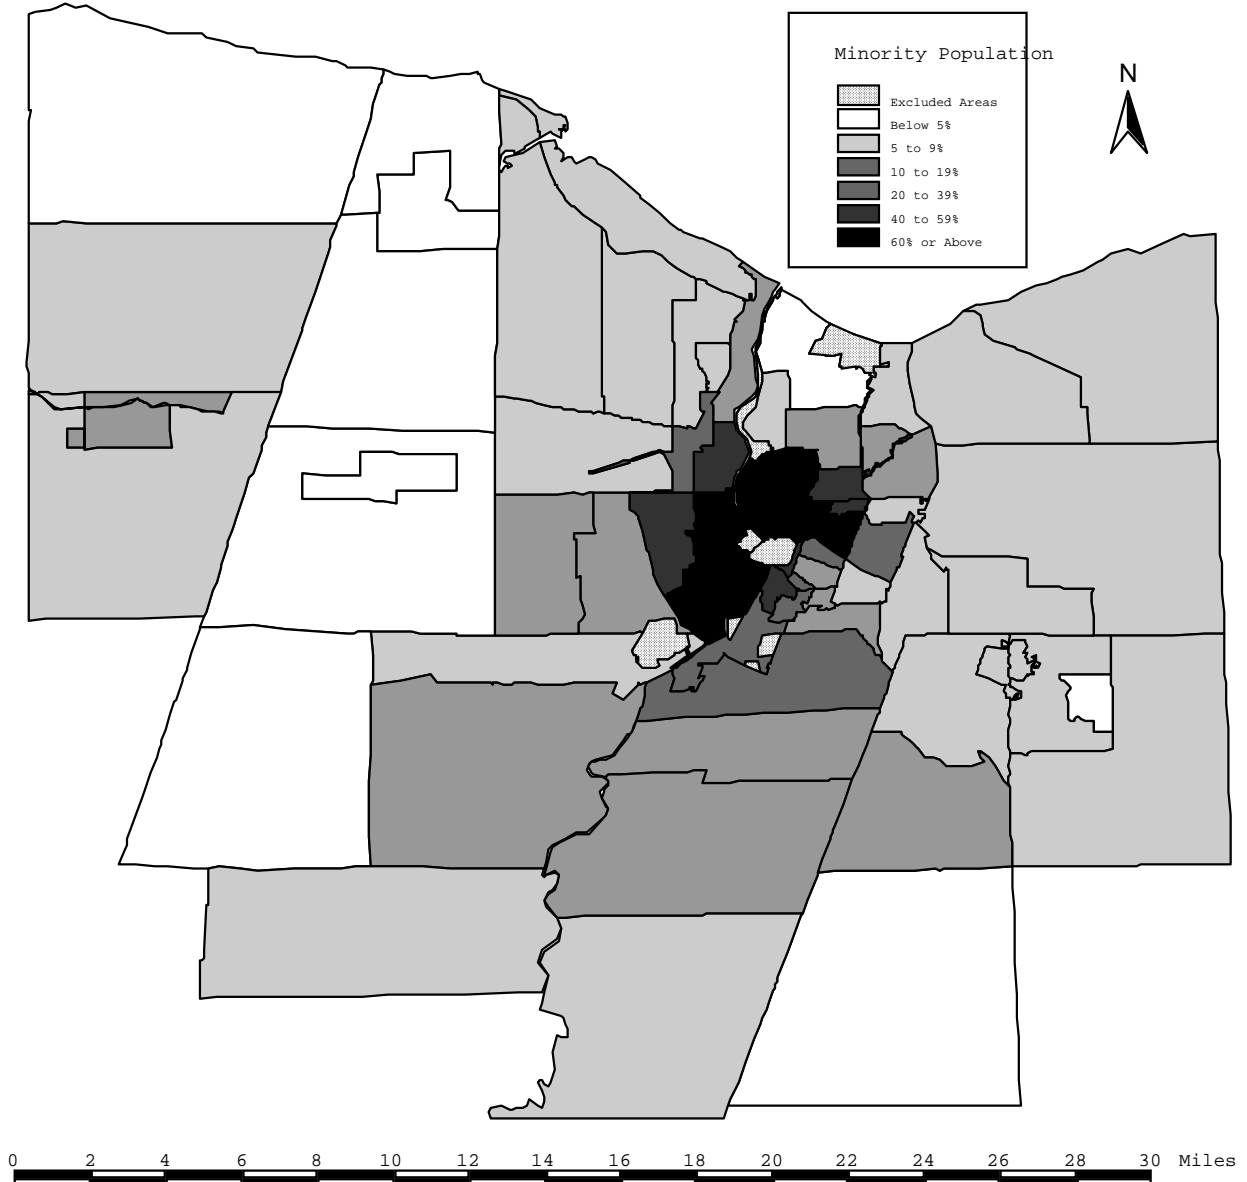 Minority Population
N
Excluded Areas
Below 5%
5 to 9%
10 to 19%
20 to 39%
40 to 59%
60% or Above
0 2 4 6 8 10 12 14 16 18 20 22 24 26 28 30 Miles